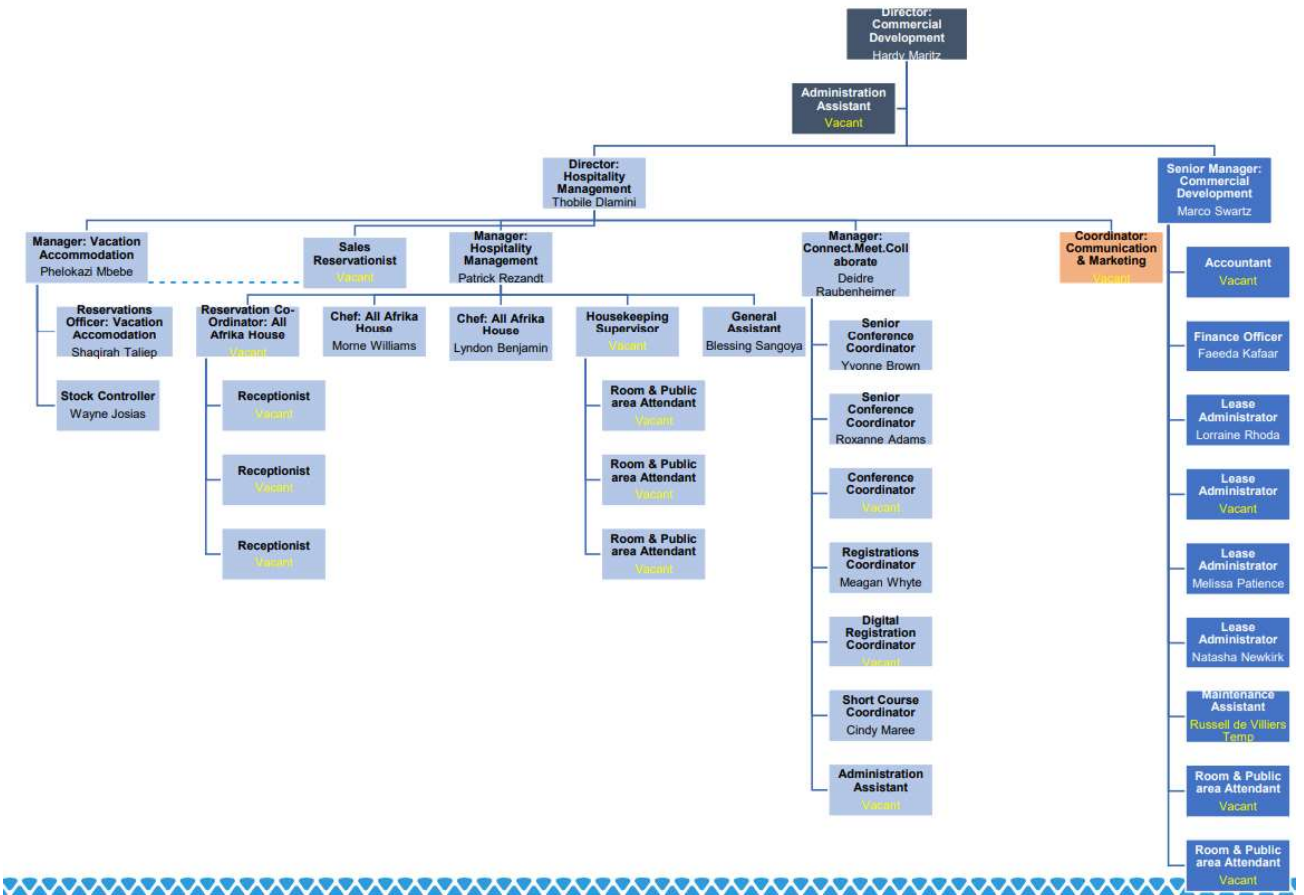 Director:
Commercial
Development
Hardy Maritz
Administration
Assistant
Vacant
Director:
Hospitality
Management
Thobile Dlamini
Senior Manager:
Commercial
Development
Marco Swartz
Manager: Vacation
Accommodation
Phelokazi Mbebe
Sales
Reservationist
Vacant
Manager:
Hospitality
Management
Patrick Rezandt
Manager:
Connect.Meet.Coll
aborate
Deidre
Raubenheimer
Coordinator:
Communication
& Marketing
Vacant
Reservations
Officer: Vacation
Accomodation
Shaqirah Taliep
Stock Controller
Wayne Josias
Reservation Co-
Ordinator: All
Afrika House
Vacant
Receptionist
Vacant
Receptionist
Vacant
Receptionist
Vacant
Chef: All Afrika
House
Morne Williams
Chef: All Afrika
House
Lyndon Benjamin
Housekeeping
Supervisor
Vacant
Room & Public
area Attendant
Vacant
Room & Public
area Attendant
Vacant
Room & Public
area Attendant
Vacant
General
Assistant
Blessing Sangoya
Senior
Conference
Coordinator
Yvonne Brown
Senior
Conference
Coordinator
Roxanne Adams
Conference
Coordinator
Vacant
Registrations
Coordinator
Meagan Whyte
Digital
Registration
Coordinator
Vacant
Short Course
Coordinator
Cindy Maree
Administration
Assistant
Vacant
Accountant
Vacant
Finance Officer
Faeeda Kafaar
Lease
Administrator
Lorraine Rhoda
Lease
Administrator
Vacant
Lease
Administrator
Melissa Patience
Lease
Administrator
Natasha Newkirk
Maintenance
Assistant
Russell de Villiers
Temp
Room & Public
area Attendant
Vacant
Room & Public
area Attendant
Vacant